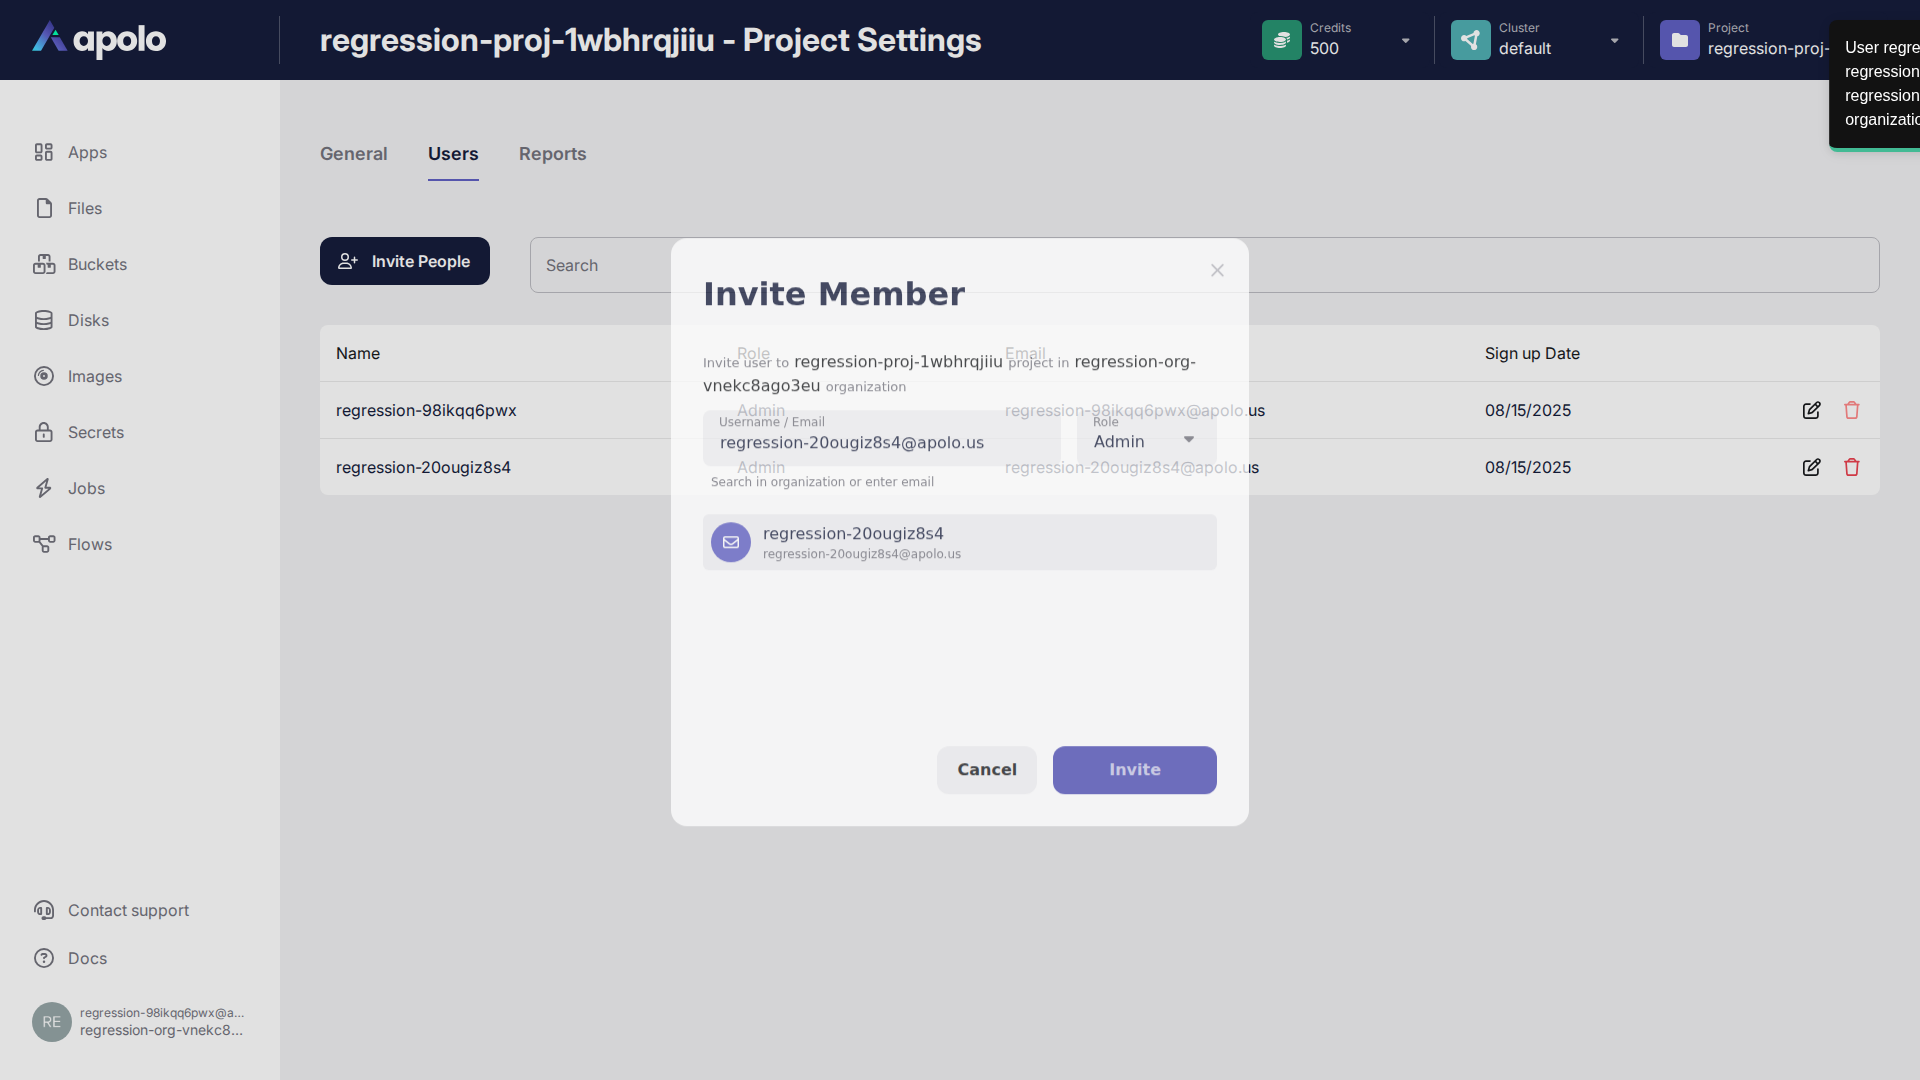 apolo
regression-proj-1wbhrqjiiu - Project Settings
Credits
500
Cluster
default
Project
regression-proj-
User regre
regression
regression
organizatio
Apps
Files
Buckets
Disks
Images
Secrets
Jobs
Flows
Contact support
Docs
RE
regression-98ikqq6pwx@a...
regression-org-vnekc8...
General
Users
Reports
Invite People
Search
Name
Role
Email
Sign up Date
regression-98ikqq6pwx
Admin
regression-98ikqq6pwx@apolo.us
08/15/2025
regression-20ougiz8s4
Admin
regression-20ougiz8s4@apolo.us
08/15/2025
Invite Member
Invite user to regression-proj-1wbhrqjiiu project in regression-org-
vnekc8ago3eu organization
Username / Email
regression-20ougiz8s4@apolo.us
Role
Admin
Search in organization or enter email
regression-20ougiz8s4
regression-20ougiz8s4@apolo.us
Cancel
Invite